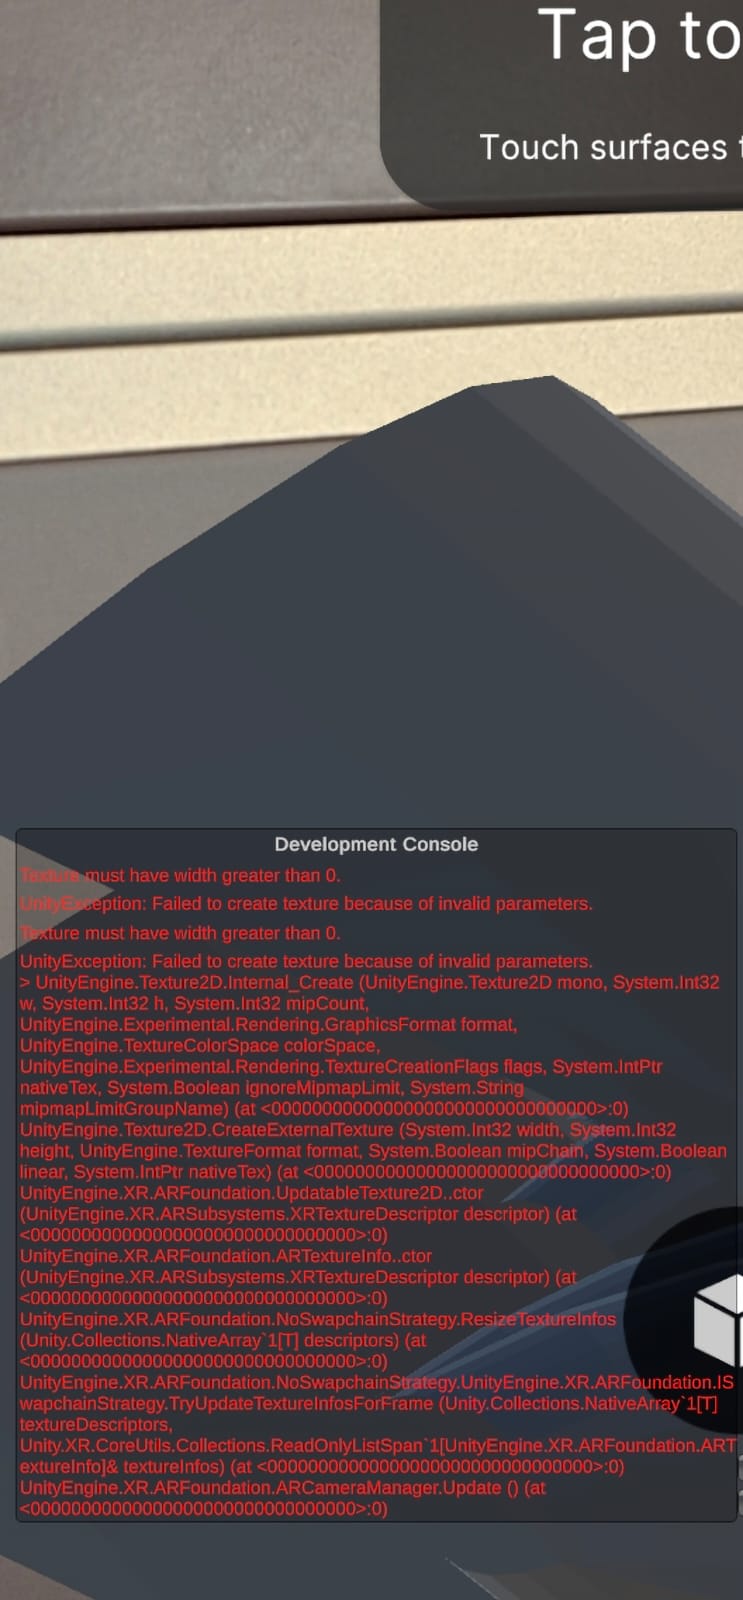 Tap to
Touch surfaces t
Development Console
Texture must have width greater than 0.
UnityException: Failed to create texture because of invalid parameters.
Texture must have width greater than 0.
UnityException: Failed to create texture because of invalid parameters.
> UnityEngine.Texture2D.Internal_Create (UnityEngine.Texture2D mono, System.Int32
w, System.Int32 h, System.Int32 mipCount,
UnityEngine.Experimental.Rendering.GraphicsFormat format,
UnityEngine.TextureColorSpace colorSpace,
UnityEngine.Experimental.Rendering.TextureCreationFlags flags, System.IntPtr
nativeTex, System.Boolean ignoreMipmapLimit, System.String
mipmapLimitGroupName) (at <00000000000000000000000000000000>:0)
UnityEngine.Texture2D.CreateExternalTexture (System.Int32 width, System.Int32
height, UnityEngine.TextureFormat format, System.Boolean mipChain, System.Boolean
linear, System.IntPtr nativeTex) (at <00000000000000000000000000000000>:0)
UnityEngine.XR.ARFoundation.UpdatableTexture2D..ctor
(UnityEngine.XR.ARSubsystems.XRTextureDescriptor descriptor) (at
<00000000000000000000000000000000>:0)
UnityEngine.XR.ARFoundation.ARTextureInfo..ctor
(UnityEngine.XR.ARSubsystems.XRTextureDescriptor descriptor) (at
<00000000000000000000000000000000>:0)
UnityEngine.XR.ARFoundation.NoSwapchainStrategy.ResizeTextureInfos
(Unity.Collections.NativeArray`1[T] descriptors) (at
<00000000000000000000000000000000>:0)
UnityEngine.XR.ARFoundation.NoSwapchainStrategy.UnityEngine.XR.ARFoundation.IS
wapchainStrategy.TryUpdateTextureInfosForFrame (Unity.Collections.NativeArray`1[T]
textureDescriptors,
Unity.XR.CoreUtils.Collections.ReadOnlyListSpan`1[UnityEngine.XR.ARFoundation.ART
extureInfo]& textureInfos) (at <00000000000000000000000000000000>:0)
UnityEngine.XR.ARFoundation.ARCameraManager.Update () (at
<00000000000000000000000000000000>:0)